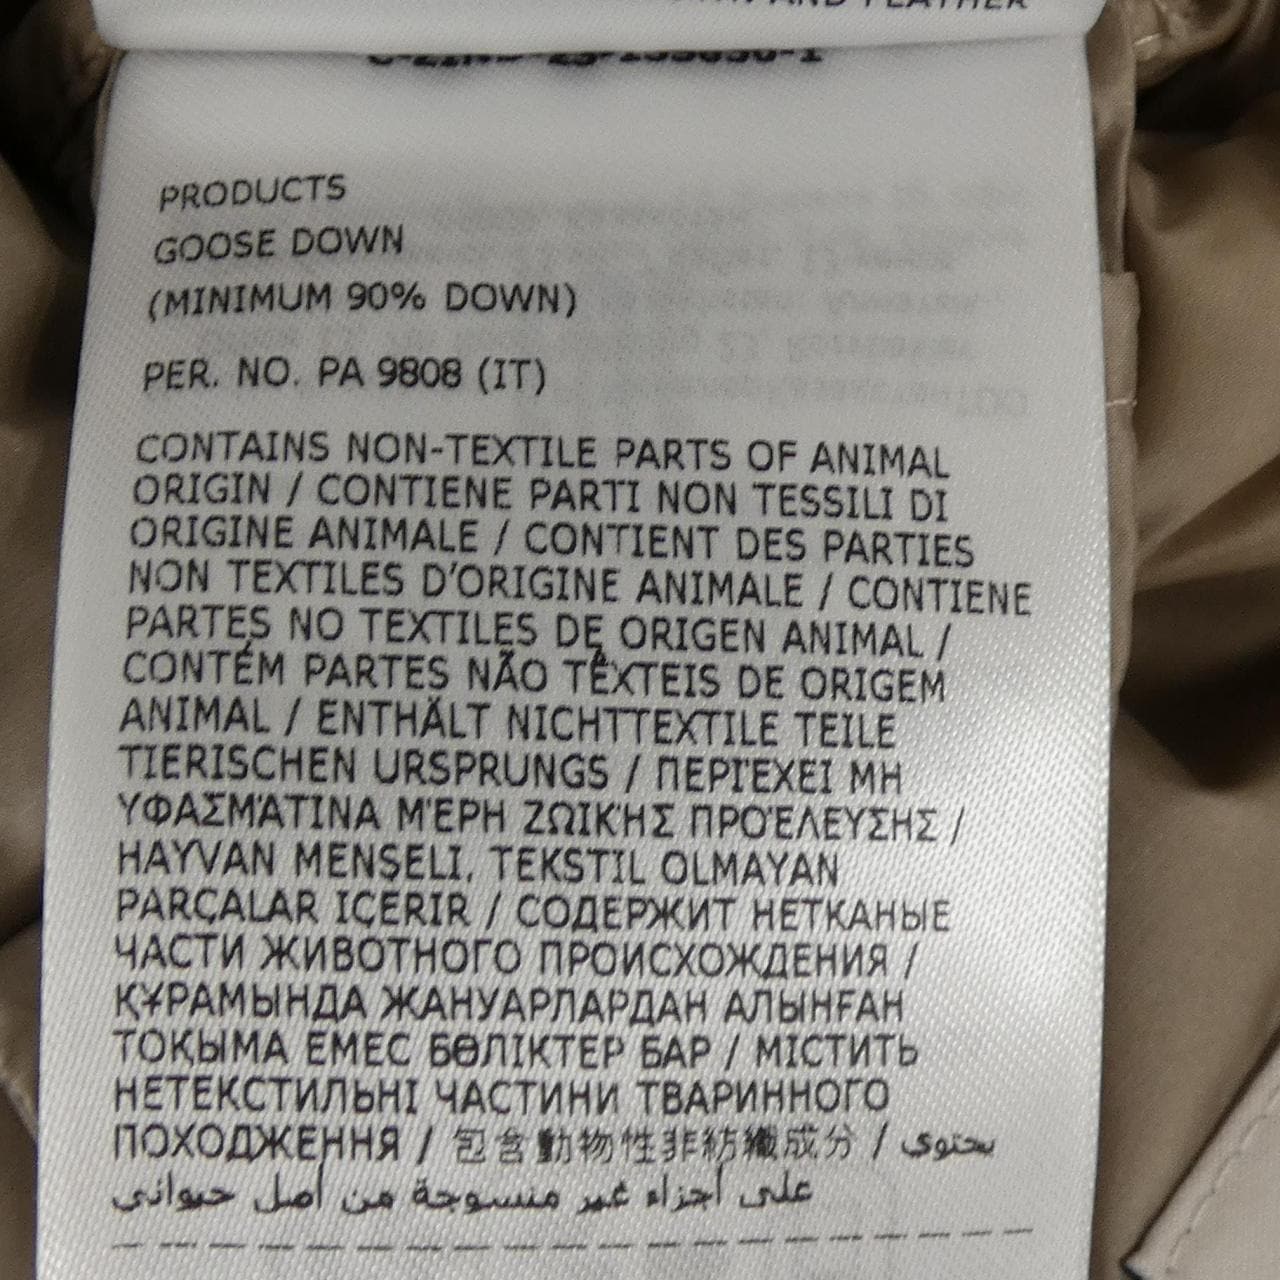 AND FEATHER
PRODUCTS
GOOSE DOWN
(MINIMUM 90% DOWN)
PER. NO. PA 9808 (IT)
CONTAINS NON-TEXTILE PARTS OF ANIMAL
ORIGIN / CONTIENE PARTI NON TESSILI DI
ORIGINE ANIMALE / CONTIENT DES PARTIES
NON TEXTILES D'ORIGINE ANIMALE / CONTIENE
PARTES NO TEXTILES DE ORIGEN ANIMAL /
CONTÉM PARTES NÃO TÊXTEIS DE ORIGEM
ANIMAL / ENTHÄLT NICHTTEXTILE TEILE
TIERISCHEN URSPRUNGS / ΠΕΡΙΈΧΕΙ ΜΗ
ΥΦΑΣΜΆΤΙΝΑ ΜΈΡΗ ΖΩΙΚΉΣ ΠΡΟΈΛΕΥΣΗΣ /
HAYVAN MENŞELI, TEKSTIL OLMAYAN
PARÇALAR IÇERIR / СОДЕРЖИТ НЕТКАНЫЕ
ЧАСТИ ЖИВОТНОГО ПРОИСХОЖДЕНИЯ /
ҚҰРАМЫНДА ЖАНУАРЛАРДАН АЛЫНҒАН
ТОҚЫМА ЕМЕС БӨЛІКТЕР БАР / МІСТИТЬ
НЕТЕКСТИЛЬНІ ЧАСТИНИ ТВАРИННОГО
ПОХОДЖЕННЯ / 包含動物性非紡織成分 / يحتوى
على أجزاء غير منسوجة من أصل حيوانى